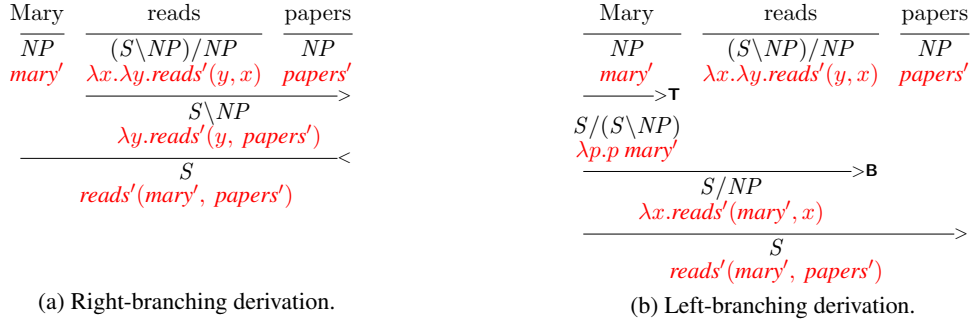 Mary reads papers
NP (S\NP)/NP NP
mary′ λx.λy.reads′(y, x) papers′
>
S\NP
λy.reads′(y, papers′)
<
S
reads′(mary′, papers′)
(a) Right-branching derivation.
Mary reads papers
NP (S\NP)/NP NP
mary′ λx.λy.reads′(y, x) papers′
>T
S/(S\NP)
λp.p mary′
>B
S/NP
λx.reads′(mary′, x)
>
S
reads′(mary′, papers′)
(b) Left-branching derivation.